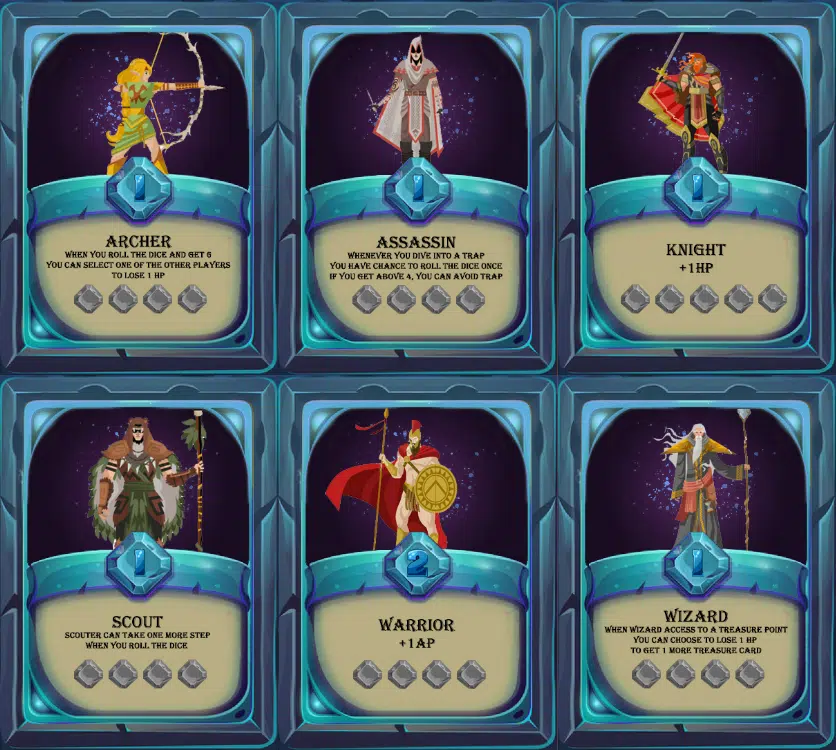 1
ARCHER
WHEN YOU ROLL THE DICE AND GET 6
YOU CAN SELECT ONE OF THE OTHER PLAYERS
TO LOSE 1 HP
1
ASSASSIN
WHENEVER YOU DIVE INTO A TRAP
YOU HAVE CHANCE TO ROLL THE DICE ONCE
IF YOU GET ABOVE 4, YOU CAN AVOID TRAP
1
KNIGHT
+1HP
1
SCOUT
SCOUTER CAN TAKE ONE MORE STEP
WHEN YOU ROLL THE DICE
2
WARRIOR
+1AP
1
WIZARD
WHEN WIZARD ACCESS TO A TREASURE POINT
YOU CAN CHOOSE TO LOSE 1 HP
TO GET 1 MORE TREASURE CARD